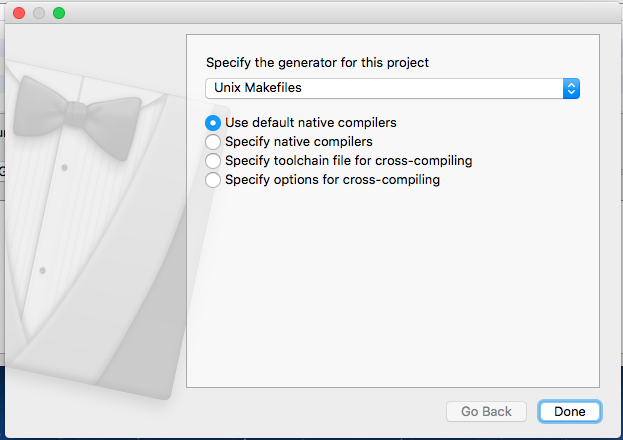 Specify the generator for this project
Unix Makefiles
Use default native compilers
Specify native compilers
Specify toolchain file for cross-compiling
Specify options for cross-compiling
Go Back
Done